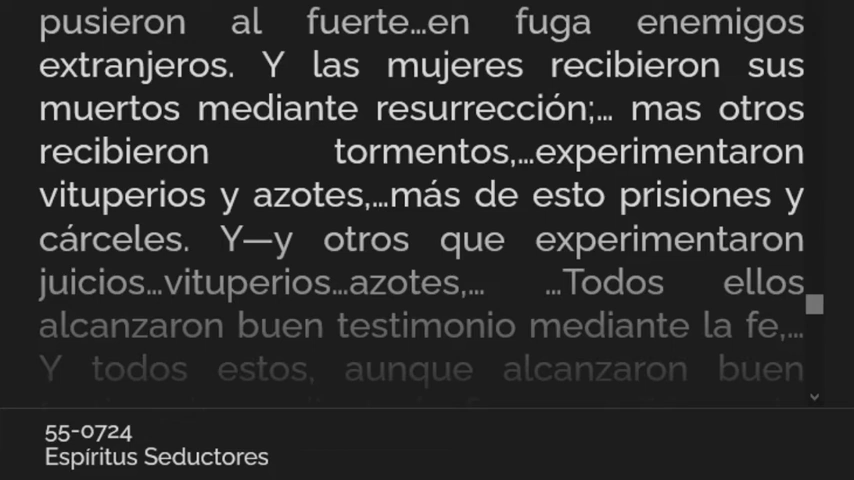 pusieron al fuerte…en fuga enemigos
extranjeros. Y las mujeres recibieron sus
muertos mediante resurrección;… mas otros
recibieron tormentos,…experimentaron
vituperios y azotes,…más de esto prisiones y
cárceles. Y—y otros que experimentaron
juicios…vituperios…azotes,… …Todos ellos
alcanzaron buen testimonio mediante la fe,…
Y todos estos, aunque alcanzaron buen
55-0724
Espíritus Seductores